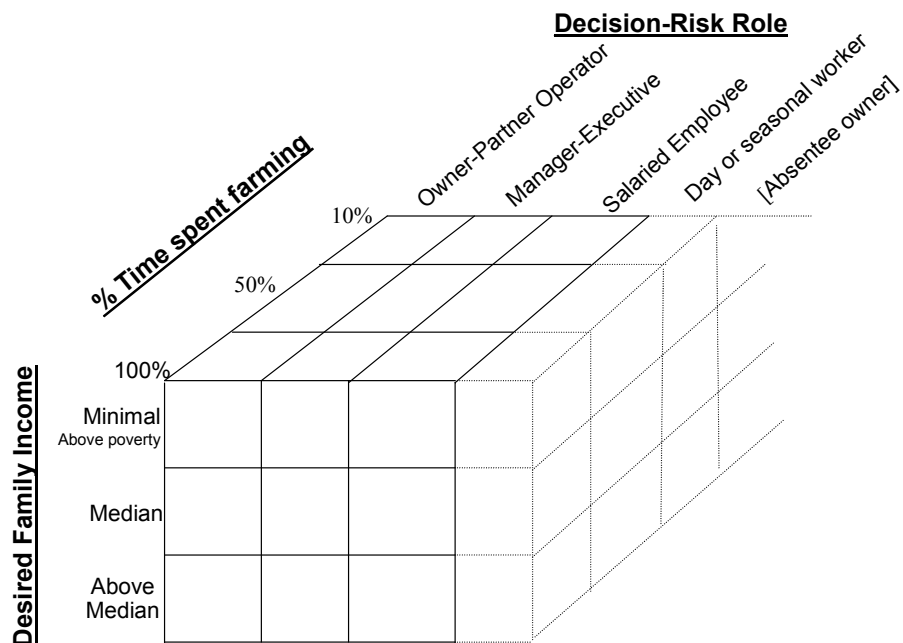 Decision-Risk Role
Owner-Partner Operator
Manager-Executive
Salaried Employee
Day or seasonal worker
[Absentee owner]
% Time spent farming
10%
50%
100%
Desired Family Income
Minimal
Above poverty
Median
Above
Median